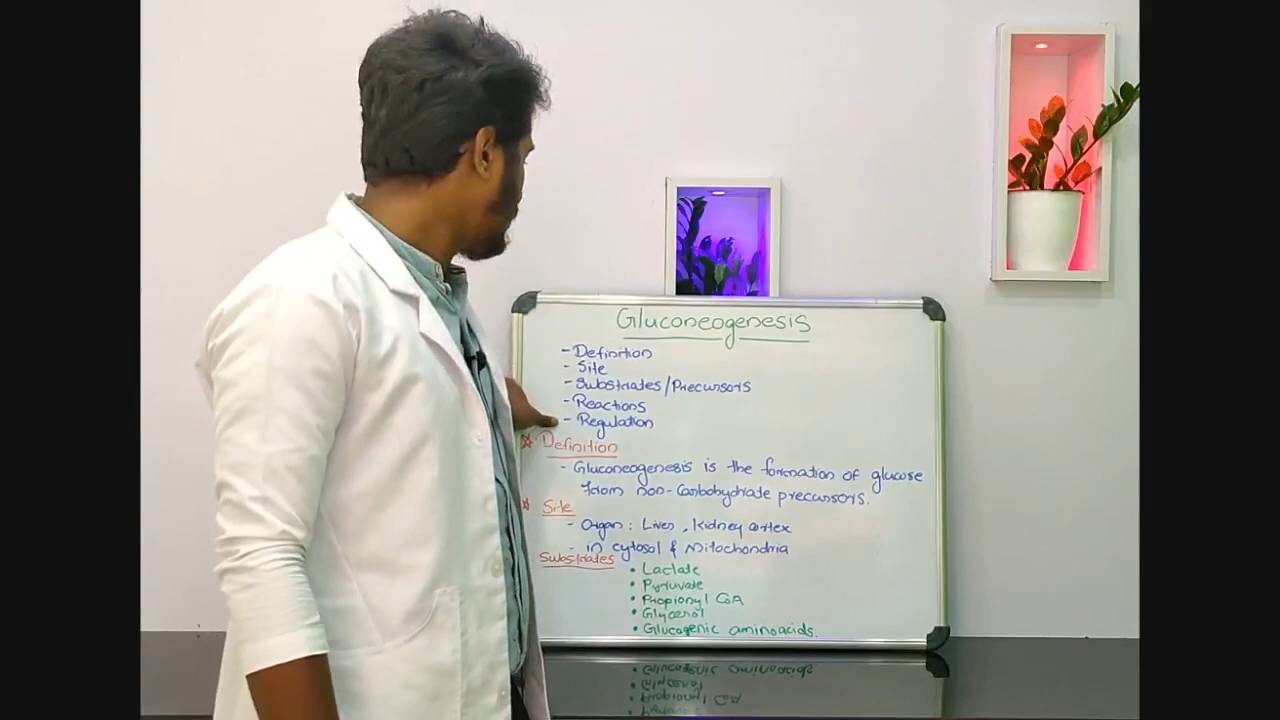 Gluconeogenesis
- Definition
- Site
- Substrates/Precursors
- Reactions
- Regulation
☆ Definition
- Gluconeogenesis is the formation of glucose
from non-Carbohydrate precursors.
☆ Site
- Organ: Liver, kidney cortex
- in cytosol & Mitochondria
Substrates
• Lactate
• Pyruvate
• Propionyl CoA
• Glycerol
• Glucogenic aminoacids.